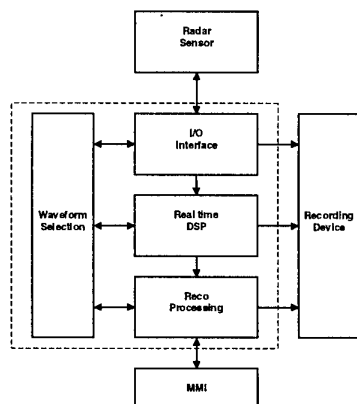 Radar
Sensor
I/O
Interface
Waveform
Selection
Real time
DSP
Recording
Device
Reco
Processing
MMI